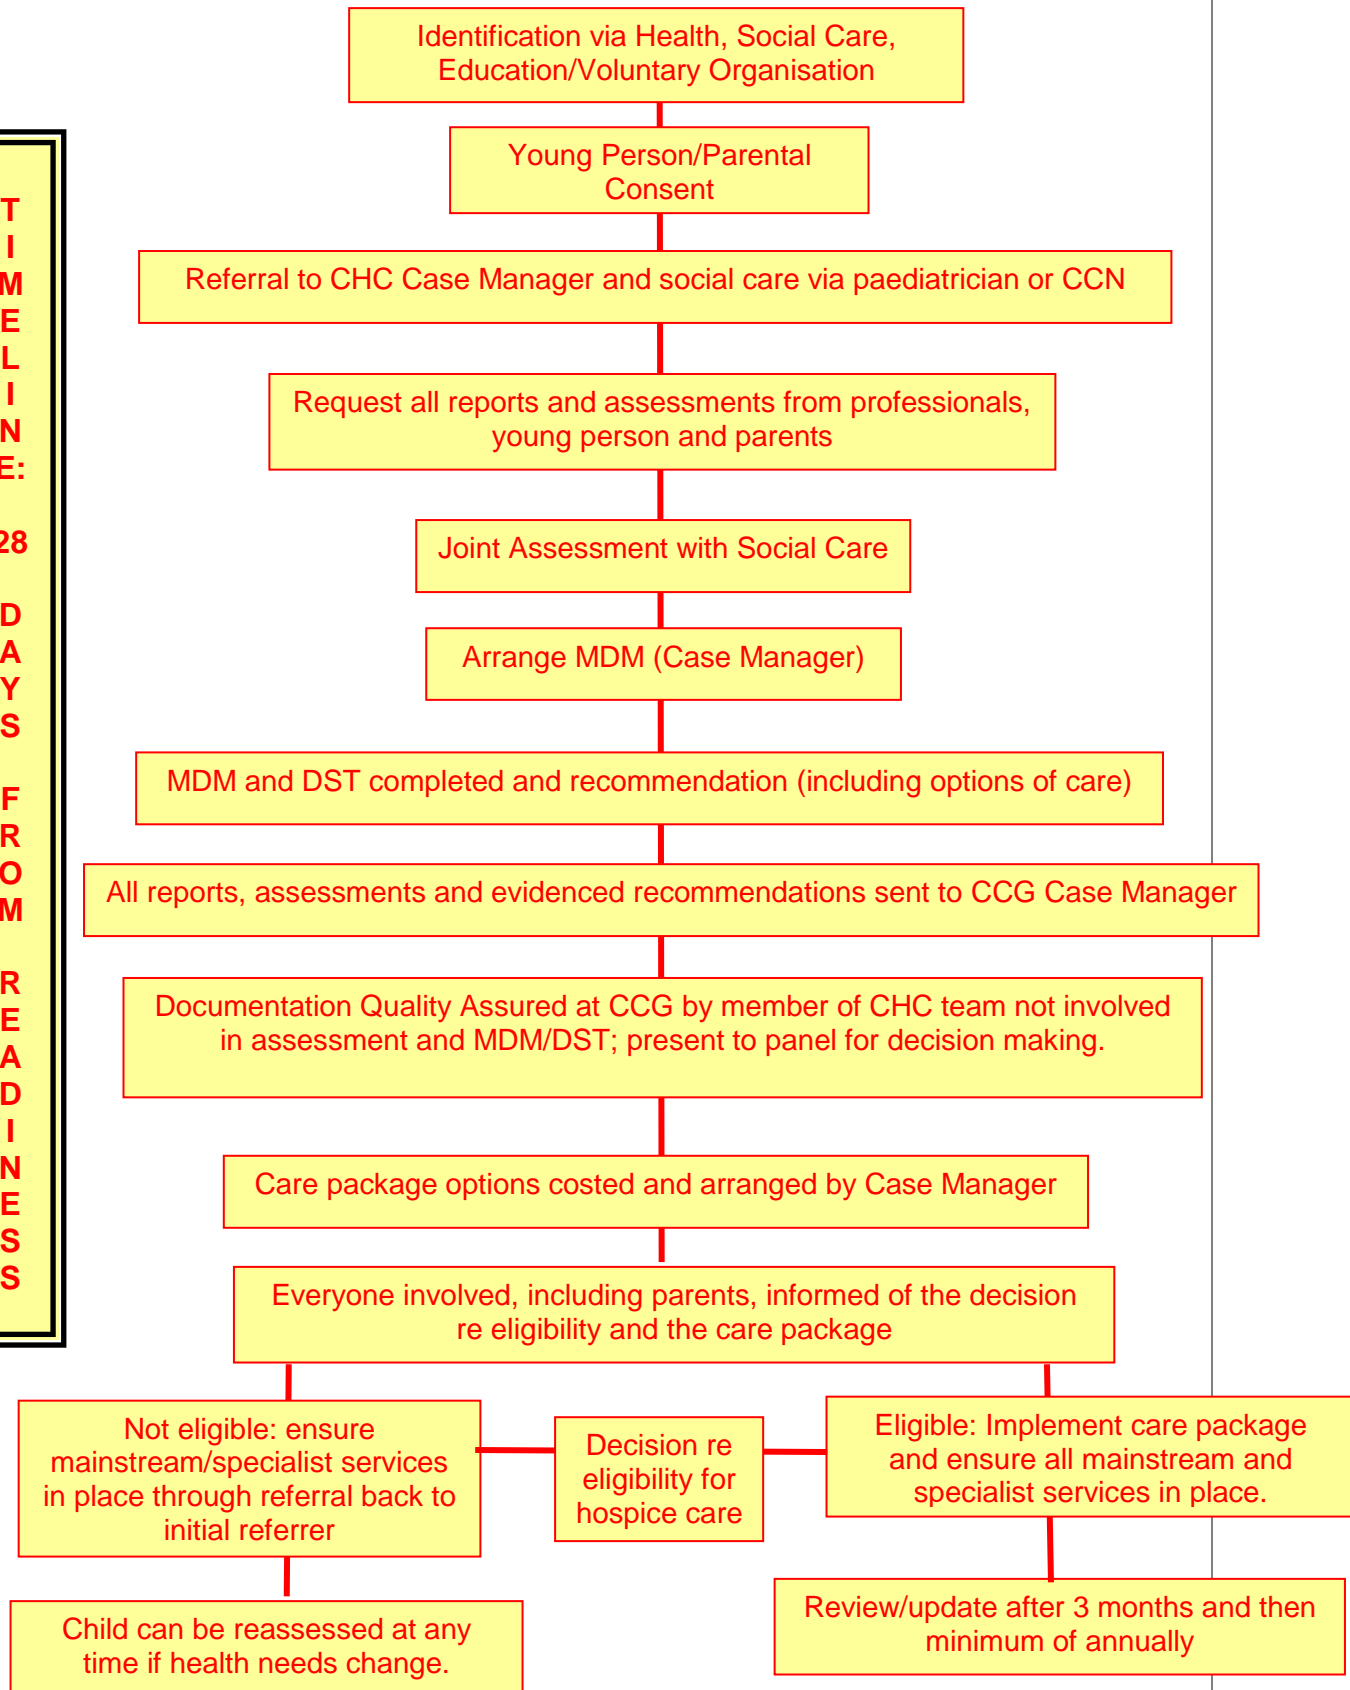 Identification via Health, Social Care,
Education/Voluntary Organisation
Young Person/Parental
Consent
Referral to CHC Case Manager and social care via paediatrician or CCN
Request all reports and assessments from professionals,
young person and parents
Joint Assessment with Social Care
Arrange MDM (Case Manager)
MDM and DST completed and recommendation (including options of care)
All reports, assessments and evidenced recommendations sent to CCG Case Manager
Documentation Quality Assured at CCG by member of CHC team not involved
in assessment and MDM/DST; present to panel for decision making.
Care package options costed and arranged by Case Manager
Everyone involved, including parents, informed of the decision
re eligibility and the care package
Not eligible: ensure
mainstream/specialist services
in place through referral back to
initial referrer
Decision re
eligibility for
hospice care
Eligible: Implement care package
and ensure all mainstream and
specialist services in place.
Child can be reassessed at any
time if health needs change.
Review/update after 3 months and then
minimum of annually
T
I
M
E
L
I
N
E:
28
D
A
Y
S
F
R
O
M
R
E
A
D
I
N
E
S
S